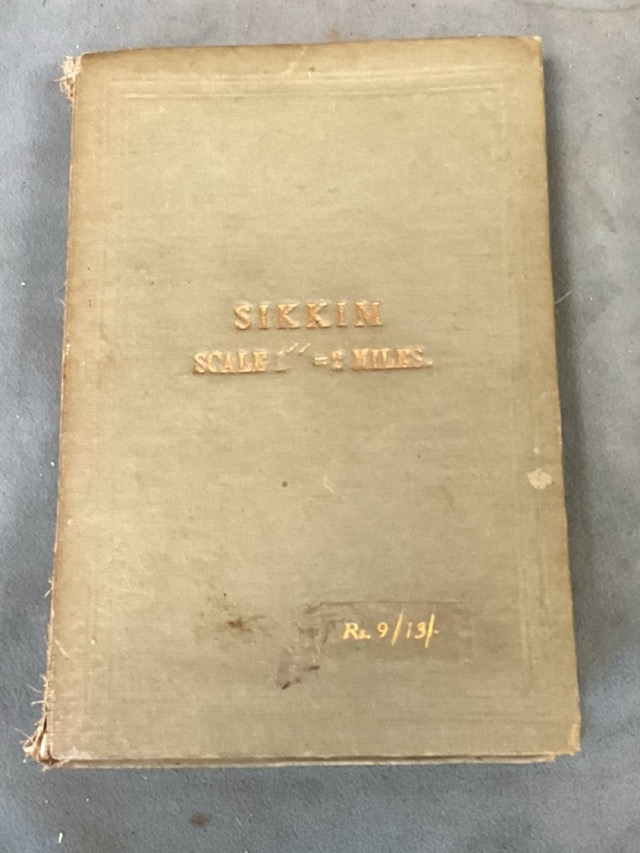 SIKKIM
SCALE 1" = 2 MILES.
Rs. 9/13/-